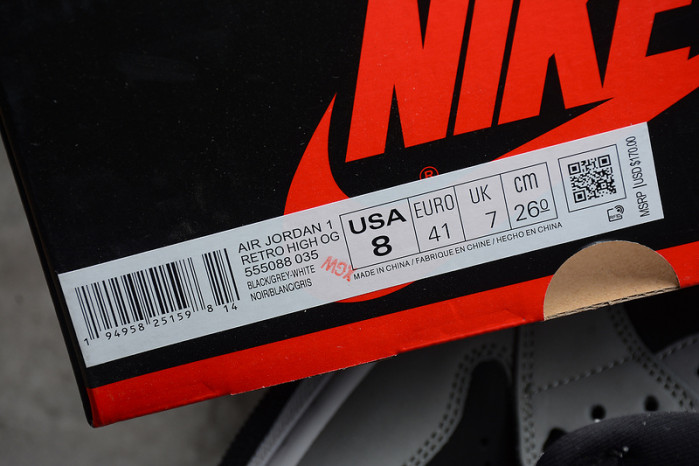 NIKE
®
AIR JORDAN 1
RETRO HIGH OG
555088 035
BLACK/GREY-WHITE
NOIR/BLANC/GRIS
USA
8
EURO
41
UK
7
cm
26º
MADE IN CHINA / FABRIQUE EN CHINE / HECHO EN CHINA
XGW
MSRP USD $170.00
1 94958 25159 8 14